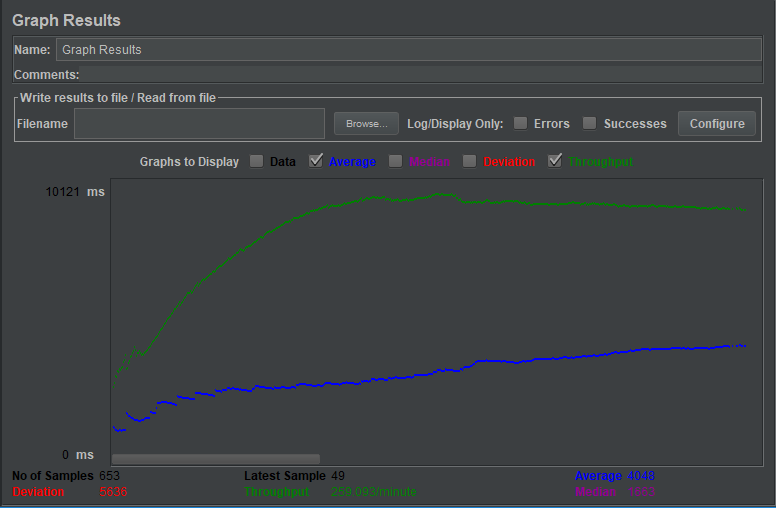 Graph Results
Name: Graph Results
Comments:
Write results to file / Read from file
Filename Browse... Log/Display Only: Errors Successes Configure
Graphs to Display Data Average Median Deviation Throughput
10121 ms
0 ms
No of Samples 653 Latest Sample 49 Average 4048
Deviation 5636 Throughput 259.093/minute Median